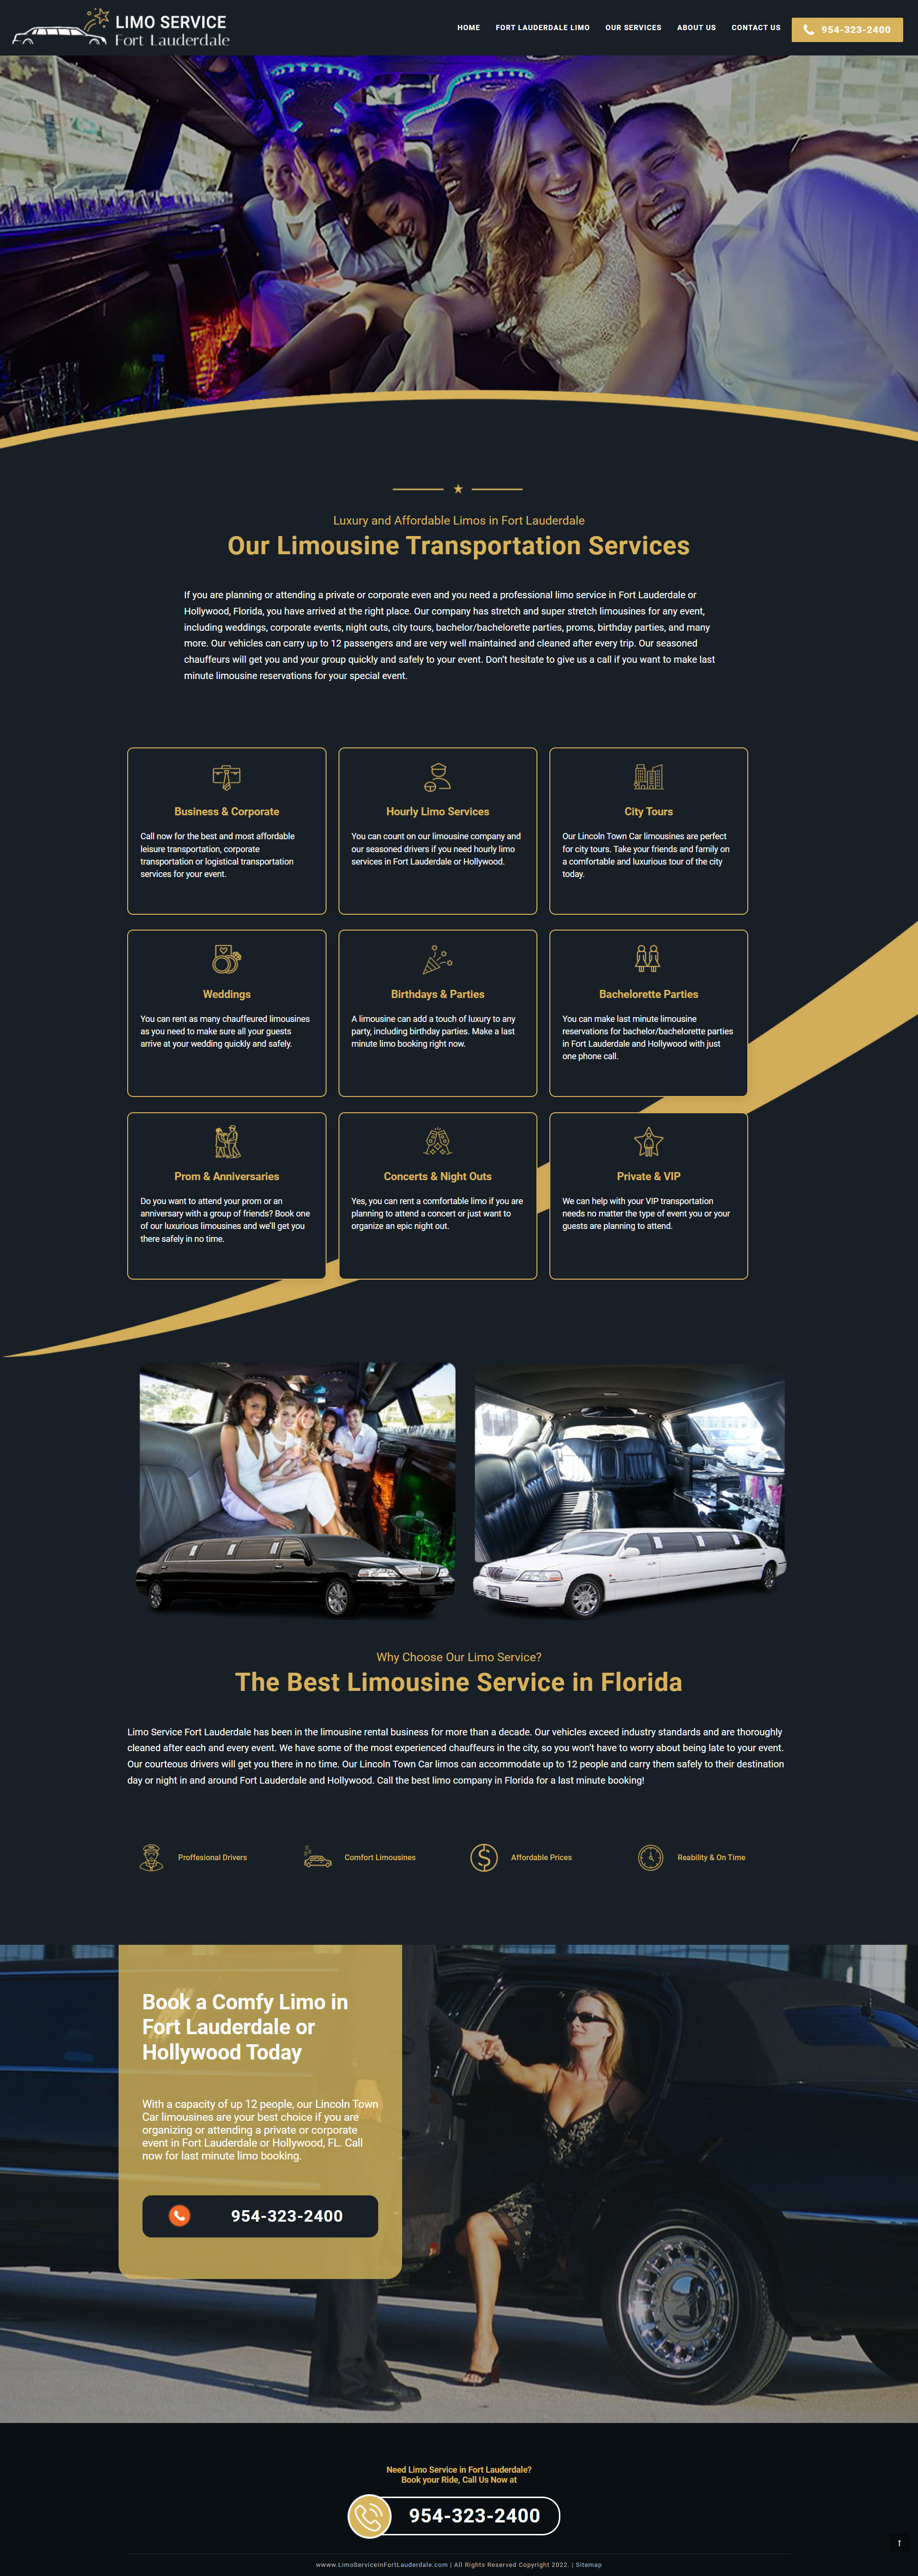 LIMO SERVICE
Fort Lauderdale
HOME FORT LAUDERDALE LIMO OUR SERVICES ABOUT US CONTACT US 954-323-2400
Luxury and Affordable Limos in Fort Lauderdale
Our Limousine Transportation Services
If you are planning or attending a private or corporate even and you need a professional limo service in Fort Lauderdale or
Hollywood, Florida, you have arrived at the right place. Our company has stretch and super stretch limousines for any event,
including weddings, corporate events, night outs, city tours, bachelor/bachelorette parties, proms, birthday parties, and many
more. Our vehicles can carry up to 12 passengers and are very well maintained and cleaned after every trip. Our seasoned
chauffeurs will get you and your group quickly and safely to your event. Don't hesitate to give us a call if you want to make last
minute limousine reservations for your special event.
Business & Corporate
Call now for the best and most affordable
leisure transportation, corporate
transportation or logistical transportation
services for your event.
Hourly Limo Services
You can count on our limousine company and
our seasoned drivers if you need hourly limo
services in Fort Lauderdale or Hollywood.
City Tours
Our Lincoln Town Car limousines are perfect
for city tours. Take your friends and family on
a comfortable and luxurious tour of the city
today.
Weddings
You can rent as many chauffeured limousines
as you need to make sure all your guests
arrive at your wedding quickly and safely.
Birthdays & Parties
A limousine can add a touch of luxury to any
party, including birthday parties. Make a last
minute limo booking right now.
Bachelorette Parties
You can make last minute limousine
reservations for bachelor/bachelorette parties
in Fort Lauderdale and Hollywood with just
one phone call.
Prom & Anniversaries
Do you want to attend your prom or an
anniversary with a group of friends? Book one
of our luxurious limousines and we'll get you
there safely in no time.
Concerts & Night Outs
Yes, you can rent a comfortable limo if you are
planning to attend a concert or just want to
organize an epic night out.
Private & VIP
We can help with your VIP transportation
needs no matter the type of event you or your
guests are planning to attend.
Why Choose Our Limo Service?
The Best Limousine Service in Florida
Limo Service Fort Lauderdale has been in the limousine rental business for more than a decade. Our vehicles exceed industry standards and are thoroughly
cleaned after each and every event. We have some of the most experienced chauffeurs in the city, so you won't have to worry about being late to your event.
Our courteous drivers will get you there in no time. Our Lincoln Town Car limos can accommodate up to 12 people and carry them safely to their destination
day or night in and around Fort Lauderdale and Hollywood. Call the best limo company in Florida for a last minute booking!
Proffesional Drivers
Comfort Limousines
Affordable Prices
Reability & On Time
Book a Comfy Limo in
Fort Lauderdale or
Hollywood Today
With a capacity of up 12 people, our Lincoln Town
Car limousines are your best choice if you are
organizing or attending a private or corporate
event in Fort Lauderdale or Hollywood, FL. Call
now for last minute limo booking.
954-323-2400
Need Limo Service in Fort Lauderdale?
Book your Ride, Call Us Now at
954-323-2400
wwww.LimoServiceInFortLauderdale.com | All Rights Reserved Copyright 2022. | Sitemap